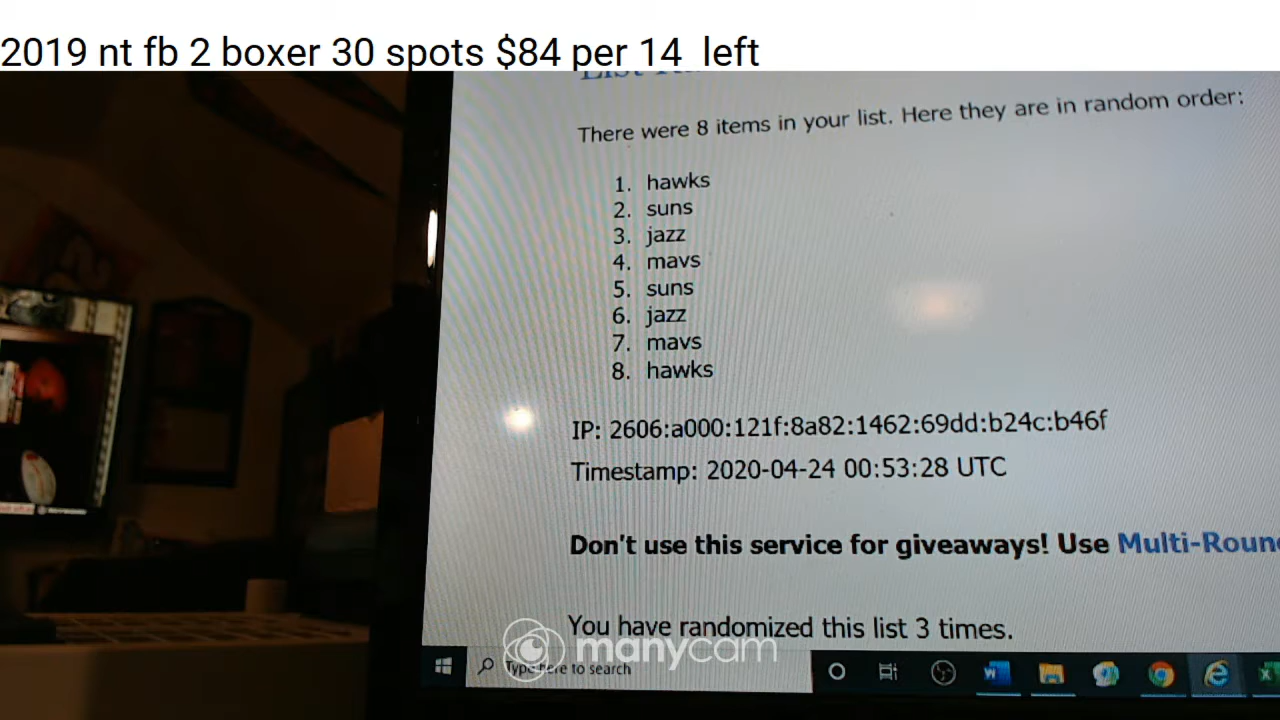 2019 nt fb 2 boxer 30 spots $84 per 14 left
There were 8 items in your list. Here they are in random order:
1. hawks
2. suns
3. jazz
4. mavs
5. suns
6. jazz
7. mavs
8. hawks
IP: 2606:a000:121f:8a82:1462:69dd:b24c:b46f
Timestamp: 2020-04-24 00:53:28 UTC
Don't use this service for giveaways! Use
You have randomized this list 3 times.
manycam
Type here to search